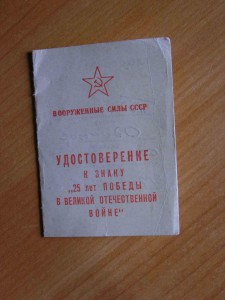 ВООРУЖЕННЫЕ СИЛЫ СССР
УДОСТОВЕРЕНИЕ
К ЗНАКУ
„25 лет ПОБЕДЫ
В ВЕЛИКОЙ ОТЕЧЕСТВЕННОЙ
ВОЙНЕ"